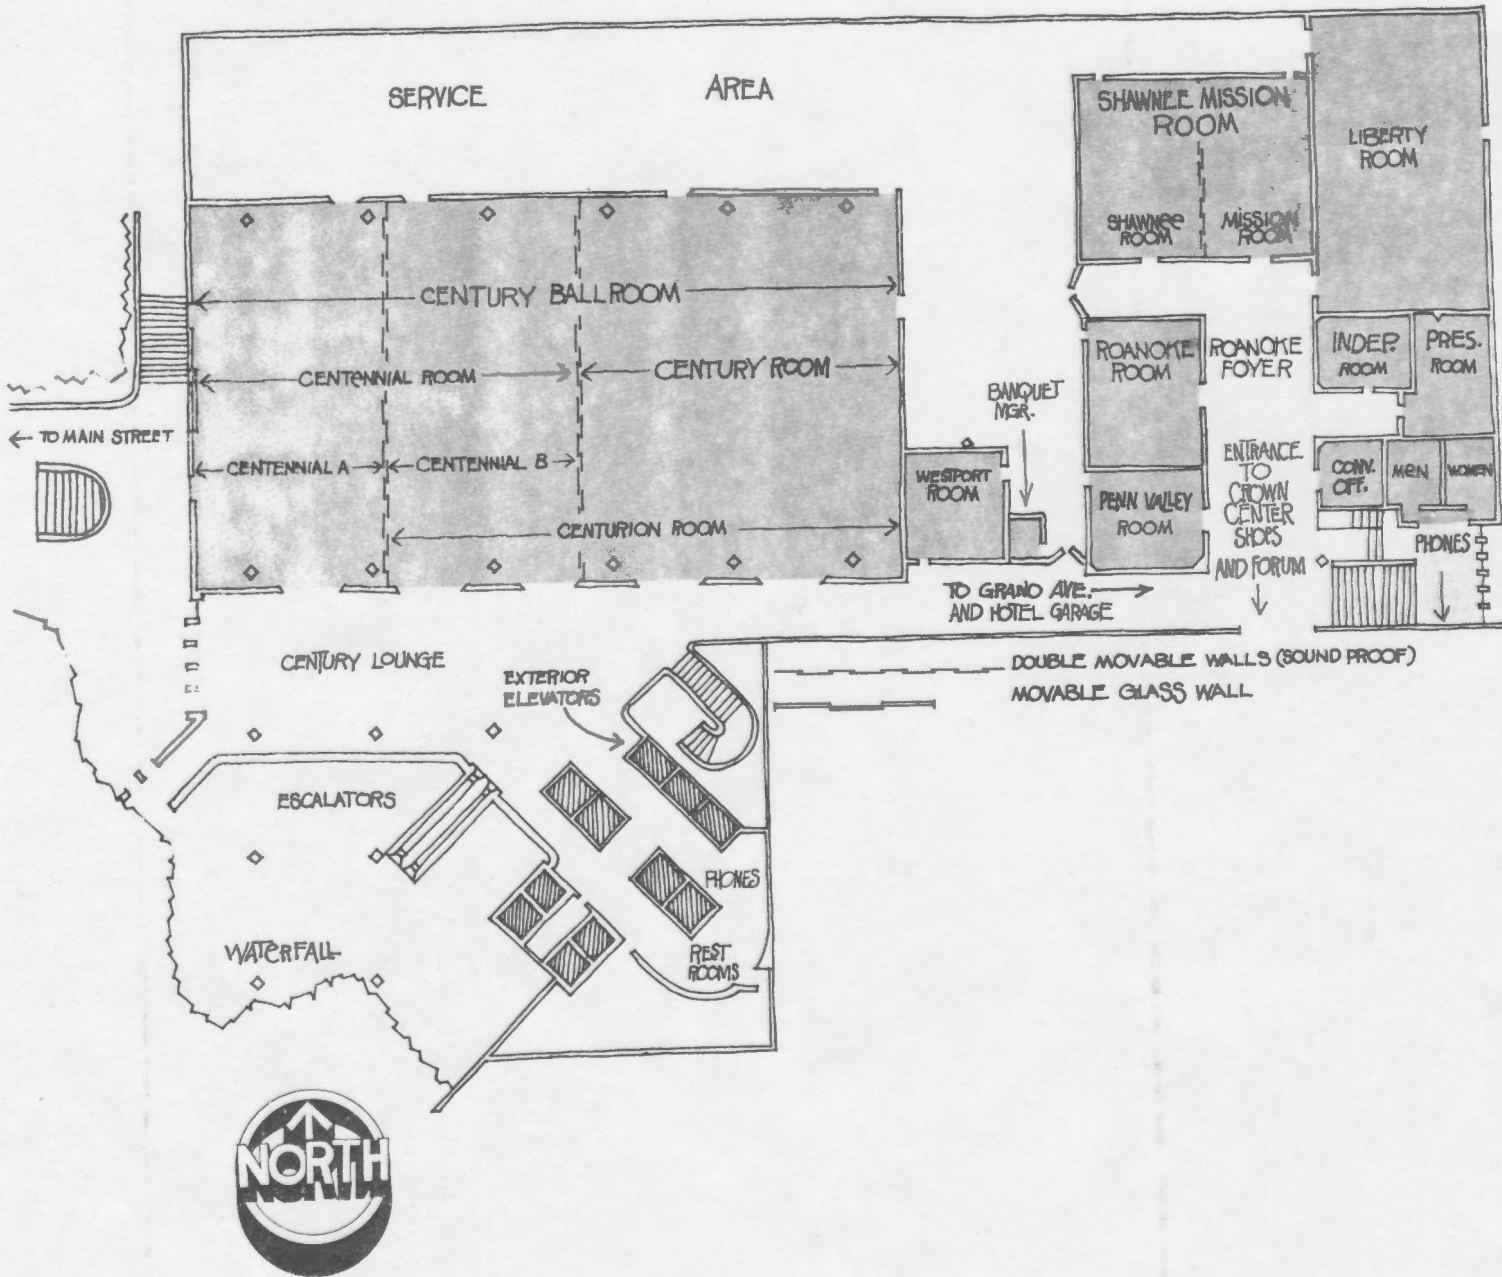 SERVICE AREA
SHAWNEE MISSION
ROOM
LIBERTY
ROOM
SHAWNEE
ROOM
MISSION
ROOM
CENTURY BALLROOM
CENTENNIAL ROOM
CENTURY ROOM
ROANOKE
ROOM
ROANOKE
FOYER
INDEP.
ROOM
PRES.
ROOM
BANQUET
MGR.
← TO MAIN STREET
CENTENNIAL A
CENTENNIAL B
WESTPORT
ROOM
PENN VALLEY
ROOM
ENTRANCE
TO
CROWN
CENTER
SHOPS
AND FORUM
CONV.
OFF.
MEN
WOMEN
CENTURION ROOM
PHONES
TO GRAND AVE. →
AND HOTEL GARAGE
CENTURY LOUNGE
EXTERIOR
ELEVATORS
DOUBLE MOVABLE WALLS (SOUND PROOF)
MOVABLE GLASS WALL
ESCALATORS
PHONES
WATERFALL
REST
ROOMS
NORTH